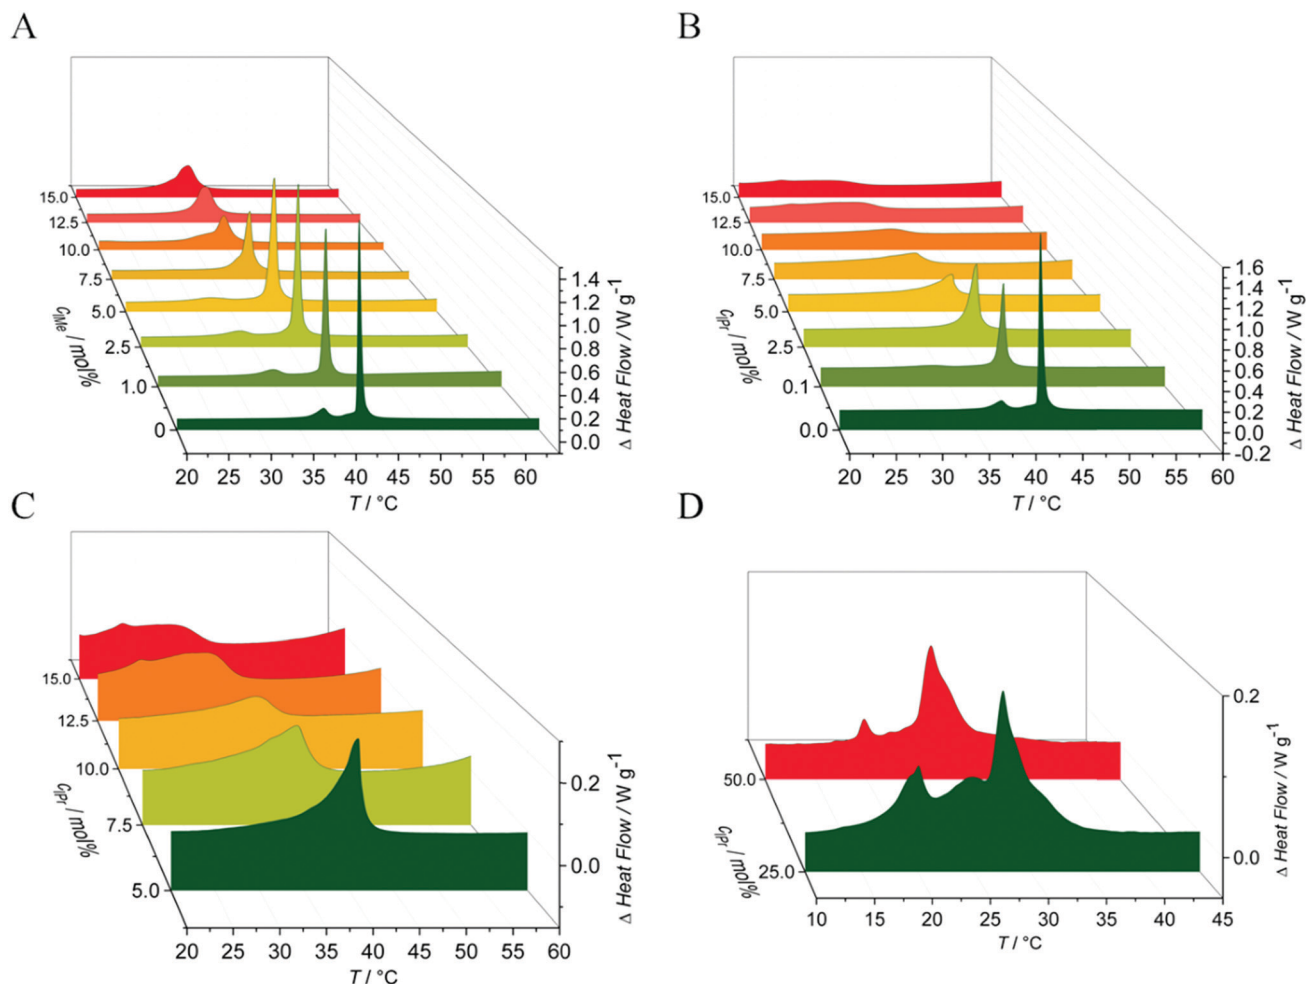 A
15.0
12.5
10.0
7.5
5.0
2.5
1.0
0
c_IMe / mol%
20 25 30 35 40 45 50 55 60
T / °C
1.4
1.2
1.0
0.8
0.6
0.4
0.2
0.0
Δ Heat Flow / W g⁻¹
B
15.0
12.5
10.0
7.5
5.0
2.5
0.1
0.0
c_IPr / mol%
20 25 30 35 40 45 50 55 60
T / °C
1.6
1.4
1.2
1.0
0.8
0.6
0.4
0.2
0.0
-0.2
Δ Heat Flow / W g⁻¹
C
15.0
12.5
10.0
7.5
5.0
c_IPr / mol%
20 25 30 35 40 45 50 55 60
T / °C
0.2
0.0
Δ Heat Flow / W g⁻¹
D
50.0
25.0
c_IPr / mol%
10 15 20 25 30 35 40 45
T / °C
0.2
0.0
Δ Heat Flow / W g⁻¹